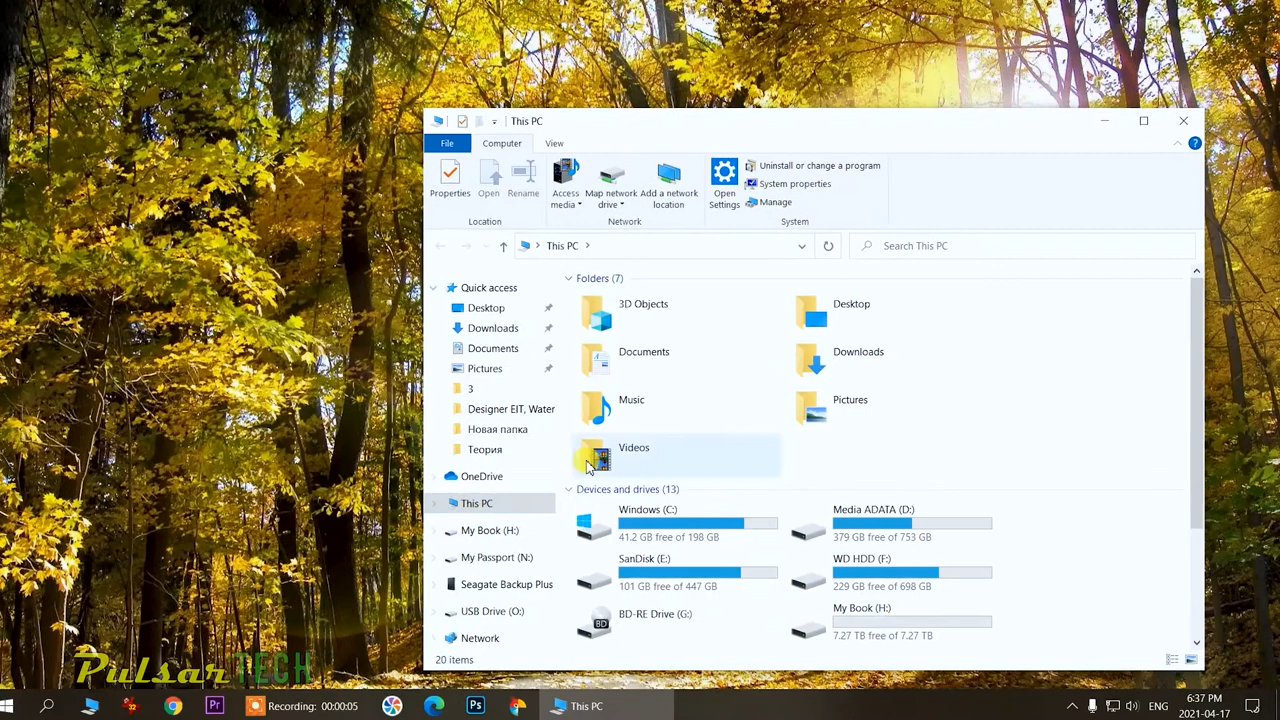 This PC
File
Computer
View
Properties
Open
Rename
Access media
Map network drive
Add a network location
Open Settings
Uninstall or change a program
System properties
Manage
Location
Network
System
This PC
Search This PC
Quick access
Desktop
Downloads
Documents
Pictures
3
Designer EIT, Water
Новая папка
Теория
OneDrive
This PC
My Book (H:)
My Passport (N:)
Seagate Backup Plus
USB Drive (O:)
Network
Folders (7)
3D Objects
Desktop
Documents
Downloads
Music
Pictures
Videos
Devices and drives (13)
Windows (C:)
41.2 GB free of 198 GB
Media ADATA (D:)
379 GB free of 753 GB
SanDisk (E:)
101 GB free of 447 GB
WD HDD (F:)
229 GB free of 698 GB
BD
BD-RE Drive (G:)
My Book (H:)
7.27 TB free of 7.27 TB
20 items
PulsarTECH
Pr
Recording: 00:00:05
Ps
This PC
ENG
6:37 PM
2021-04-17